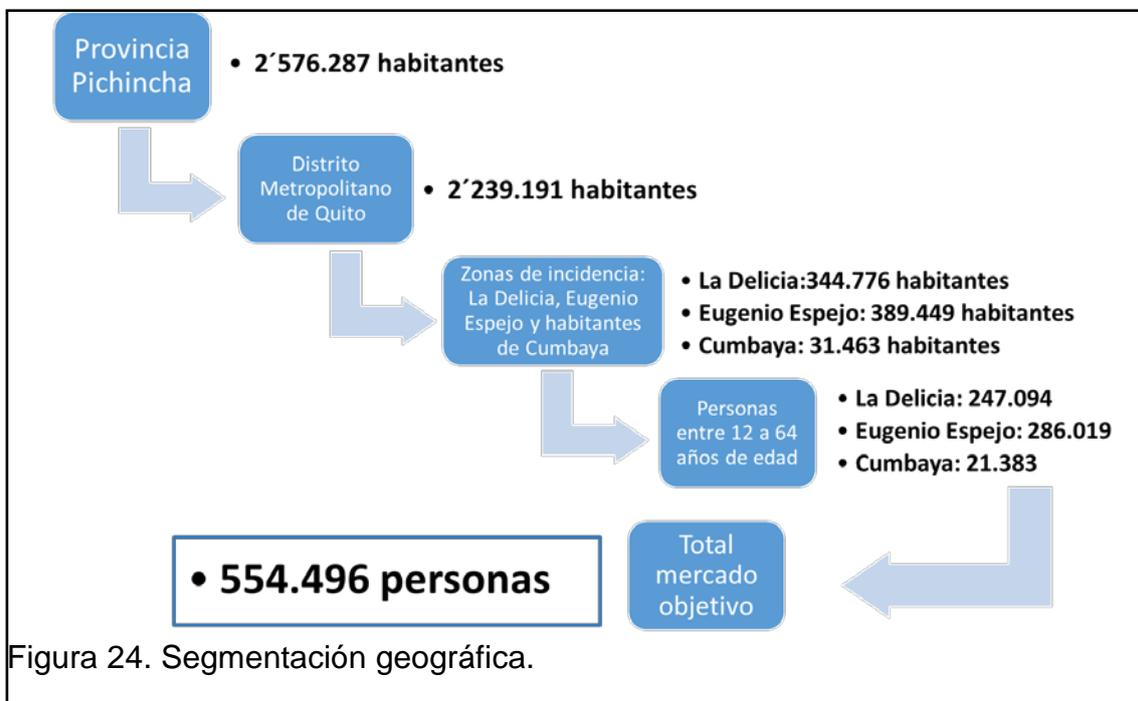 Provincia
Pichincha
• 2´576.287 habitantes
Distrito
Metropolitano
de Quito
• 2´239.191 habitantes
Zonas de incidencia:
La Delicia, Eugenio
Espejo y habitantes
de Cumbaya
• La Delicia:344.776 habitantes
• Eugenio Espejo: 389.449 habitantes
• Cumbaya: 31.463 habitantes
Personas
entre 12 a 64
años de edad
• La Delicia: 247.094
• Eugenio Espejo: 286.019
• Cumbaya: 21.383
Total
mercado
objetivo
• 554.496 personas
Figura 24. Segmentación geográfica.